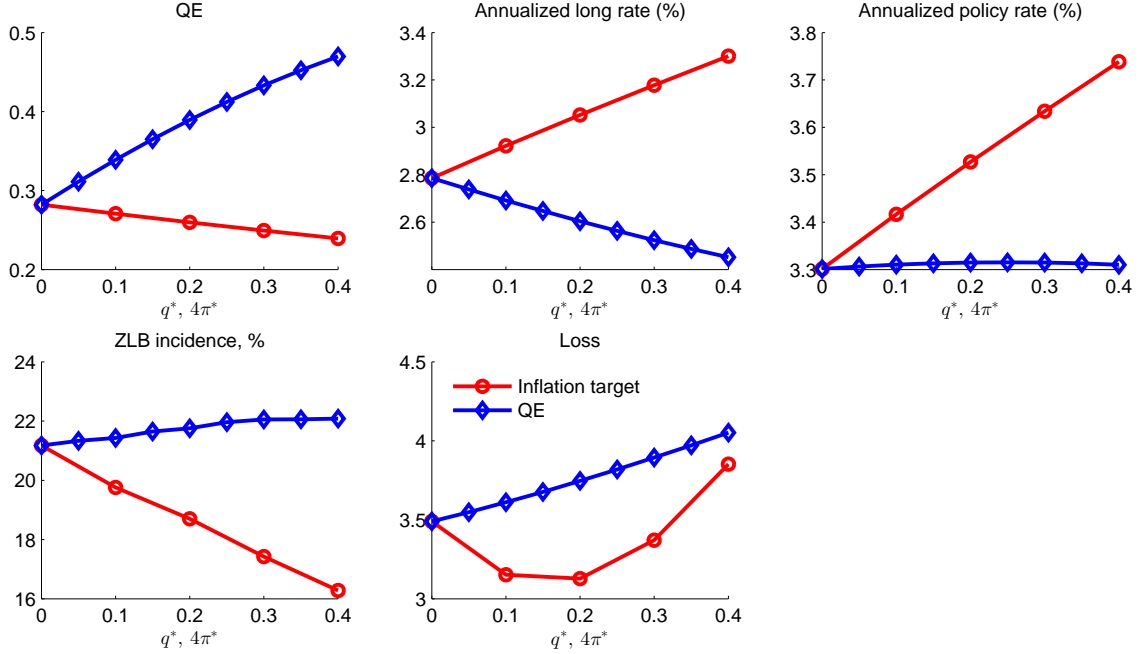 QE
0.5
0.4
0.3
0.2
0 0.1 0.2 0.3 0.4
q*, 4π*
Annualized long rate (%)
3.4
3.2
3
2.8
2.6
0 0.1 0.2 0.3 0.4
q*, 4π*
Annualized policy rate (%)
3.8
3.7
3.6
3.5
3.4
3.3
0 0.1 0.2 0.3 0.4
q*, 4π*
ZLB incidence, %
24
22
20
18
16
0 0.1 0.2 0.3 0.4
q*, 4π*
Loss
4.5
4
3.5
3
Inflation target
QE
0 0.1 0.2 0.3 0.4
q*, 4π*